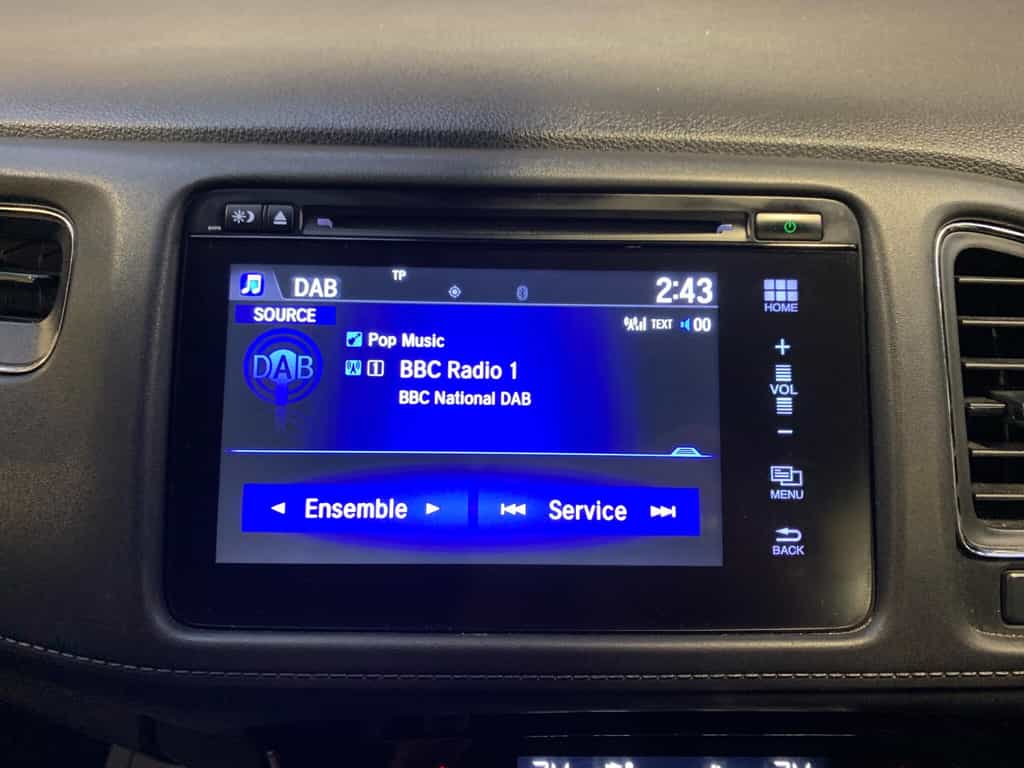 DAB
TP
2:43
HOME
SOURCE
TEXT 00
DAB
Pop Music
1 BBC Radio 1
BBC National DAB
+
VOL
-
MENU
Ensemble
Service
BACK